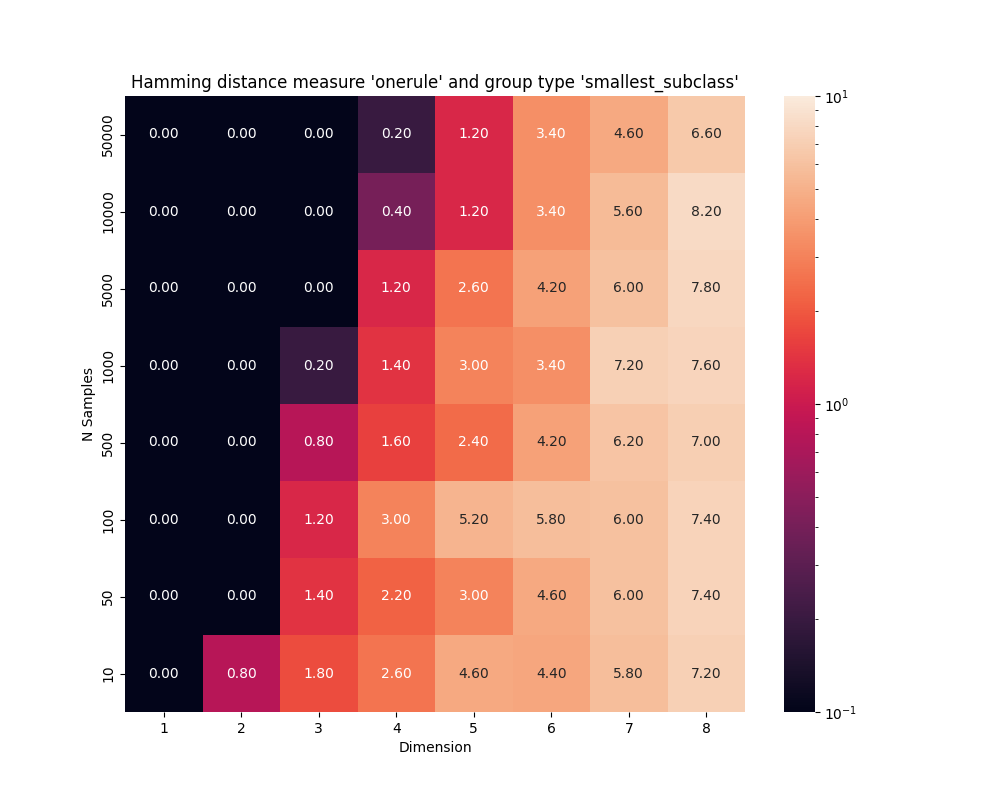 Hamming distance measure 'onerule' and group type 'smallest_subclass'
N Samples
50000 0.00 0.00 0.00 0.20 1.20 3.40 4.60 6.60
10000 0.00 0.00 0.00 0.40 1.20 3.40 5.60 8.20
5000 0.00 0.00 0.00 1.20 2.60 4.20 6.00 7.80
1000 0.00 0.00 0.20 1.40 3.00 3.40 7.20 7.60
500 0.00 0.00 0.80 1.60 2.40 4.20 6.20 7.00
100 0.00 0.00 1.20 3.00 5.20 5.80 6.00 7.40
50 0.00 0.00 1.40 2.20 3.00 4.60 6.00 7.40
10 0.00 0.80 1.80 2.60 4.60 4.40 5.80 7.20
1 2 3 4 5 6 7 8
Dimension
10¹
10⁰
10⁻¹